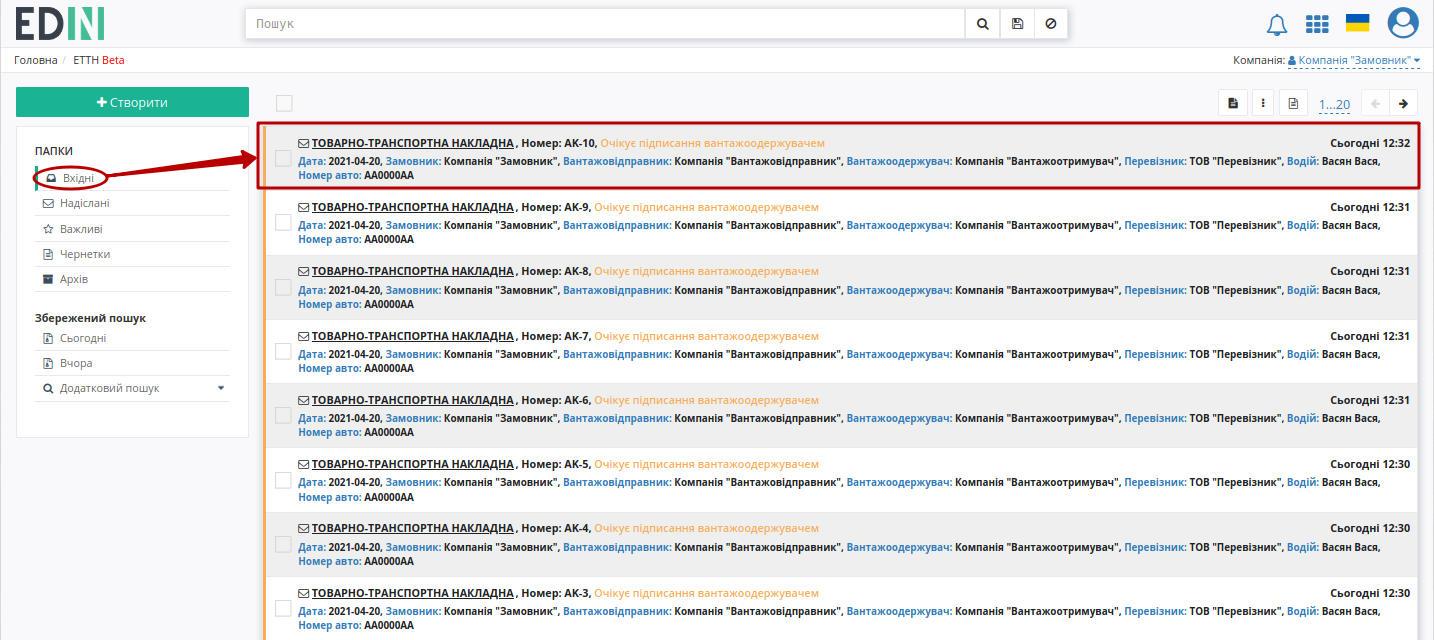 EDIN
Пошук
Головна / ЕТТН Beta
Компанія: Компанія "Замовник"
Створити
1...20
ПАПКИ
Вхідні
Надіслані
Важливі
Чернетки
Архів
Збережений пошук
Сьогодні
Вчора
Додатковий пошук
ТОВАРНО-ТРАНСПОРТНА НАКЛАДНА , Номер: АК-10, Очікує підписання вантажоодержувачем Сьогодні 12:32
Дата: 2021-04-20, Замовник: Компанія "Замовник", Вантажовідправник: Компанія "Вантажовідправник", Вантажоодержувач: Компанія "Вантажоотримувач", Перевізник: ТОВ "Перевізник", Водій: Васян Вася,
Номер авто: АА0000АА
ТОВАРНО-ТРАНСПОРТНА НАКЛАДНА , Номер: АК-9, Очікує підписання вантажоодержувачем Сьогодні 12:31
Дата: 2021-04-20, Замовник: Компанія "Замовник", Вантажовідправник: Компанія "Вантажовідправник", Вантажоодержувач: Компанія "Вантажоотримувач", Перевізник: ТОВ "Перевізник", Водій: Васян Вася,
Номер авто: АА0000АА
ТОВАРНО-ТРАНСПОРТНА НАКЛАДНА , Номер: АК-8, Очікує підписання вантажоодержувачем Сьогодні 12:31
Дата: 2021-04-20, Замовник: Компанія "Замовник", Вантажовідправник: Компанія "Вантажовідправник", Вантажоодержувач: Компанія "Вантажоотримувач", Перевізник: ТОВ "Перевізник", Водій: Васян Вася,
Номер авто: АА0000АА
ТОВАРНО-ТРАНСПОРТНА НАКЛАДНА , Номер: АК-7, Очікує підписання вантажоодержувачем Сьогодні 12:31
Дата: 2021-04-20, Замовник: Компанія "Замовник", Вантажовідправник: Компанія "Вантажовідправник", Вантажоодержувач: Компанія "Вантажоотримувач", Перевізник: ТОВ "Перевізник", Водій: Васян Вася,
Номер авто: АА0000АА
ТОВАРНО-ТРАНСПОРТНА НАКЛАДНА , Номер: АК-6, Очікує підписання вантажоодержувачем Сьогодні 12:31
Дата: 2021-04-20, Замовник: Компанія "Замовник", Вантажовідправник: Компанія "Вантажовідправник", Вантажоодержувач: Компанія "Вантажоотримувач", Перевізник: ТОВ "Перевізник", Водій: Васян Вася,
Номер авто: АА0000АА
ТОВАРНО-ТРАНСПОРТНА НАКЛАДНА , Номер: АК-5, Очікує підписання вантажоодержувачем Сьогодні 12:30
Дата: 2021-04-20, Замовник: Компанія "Замовник", Вантажовідправник: Компанія "Вантажовідправник", Вантажоодержувач: Компанія "Вантажоотримувач", Перевізник: ТОВ "Перевізник", Водій: Васян Вася,
Номер авто: АА0000АА
ТОВАРНО-ТРАНСПОРТНА НАКЛАДНА , Номер: АК-4, Очікує підписання вантажоодержувачем Сьогодні 12:30
Дата: 2021-04-20, Замовник: Компанія "Замовник", Вантажовідправник: Компанія "Вантажовідправник", Вантажоодержувач: Компанія "Вантажоотримувач", Перевізник: ТОВ "Перевізник", Водій: Васян Вася,
Номер авто: АА0000АА
ТОВАРНО-ТРАНСПОРТНА НАКЛАДНА , Номер: АК-3, Очікує підписання вантажоодержувачем Сьогодні 12:30
Дата: 2021-04-20, Замовник: Компанія "Замовник", Вантажовідправник: Компанія "Вантажовідправник", Вантажоодержувач: Компанія "Вантажоотримувач", Перевізник: ТОВ "Перевізник", Водій: Васян Вася,
Номер авто: АА0000АА